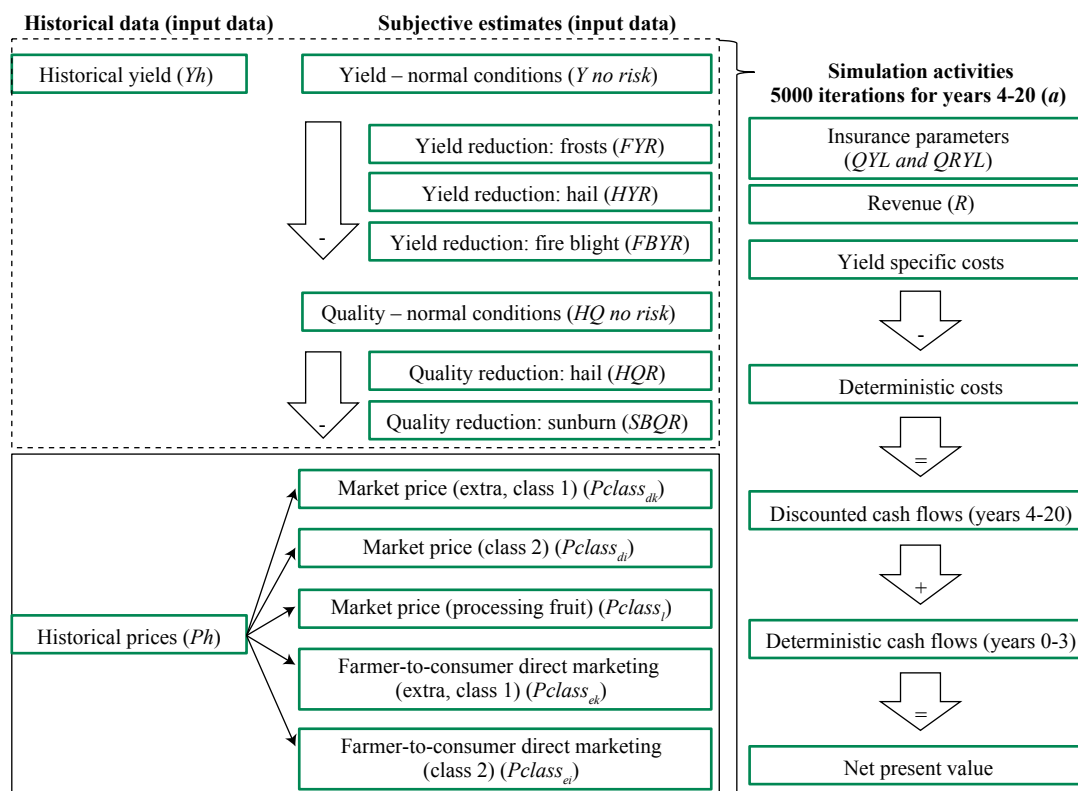 Historical data (input data)
Subjective estimates (input data)
Historical yield (Yh)
Yield – normal conditions (Y no risk)
Yield reduction: frosts (FYR)
Yield reduction: hail (HYR)
-
Yield reduction: fire blight (FBYR)
Quality – normal conditions (HQ no risk)
Quality reduction: hail (HQR)
-
Quality reduction: sunburn (SBQR)
Market price (extra, class 1) (Pclass_dk)
Market price (class 2) (Pclass_di)
Market price (processing fruit) (Pclass_l)
Historical prices (Ph)
Farmer-to-consumer direct marketing
(extra, class 1) (Pclass_ek)
Farmer-to-consumer direct marketing
(class 2) (Pclass_ei)
Simulation activities
5000 iterations for years 4-20 (a)
Insurance parameters
(QYL and QRYL)
Revenue (R)
Yield specific costs
-
Deterministic costs
=
Discounted cash flows (years 4-20)
+
Deterministic cash flows (years 0-3)
=
Net present value